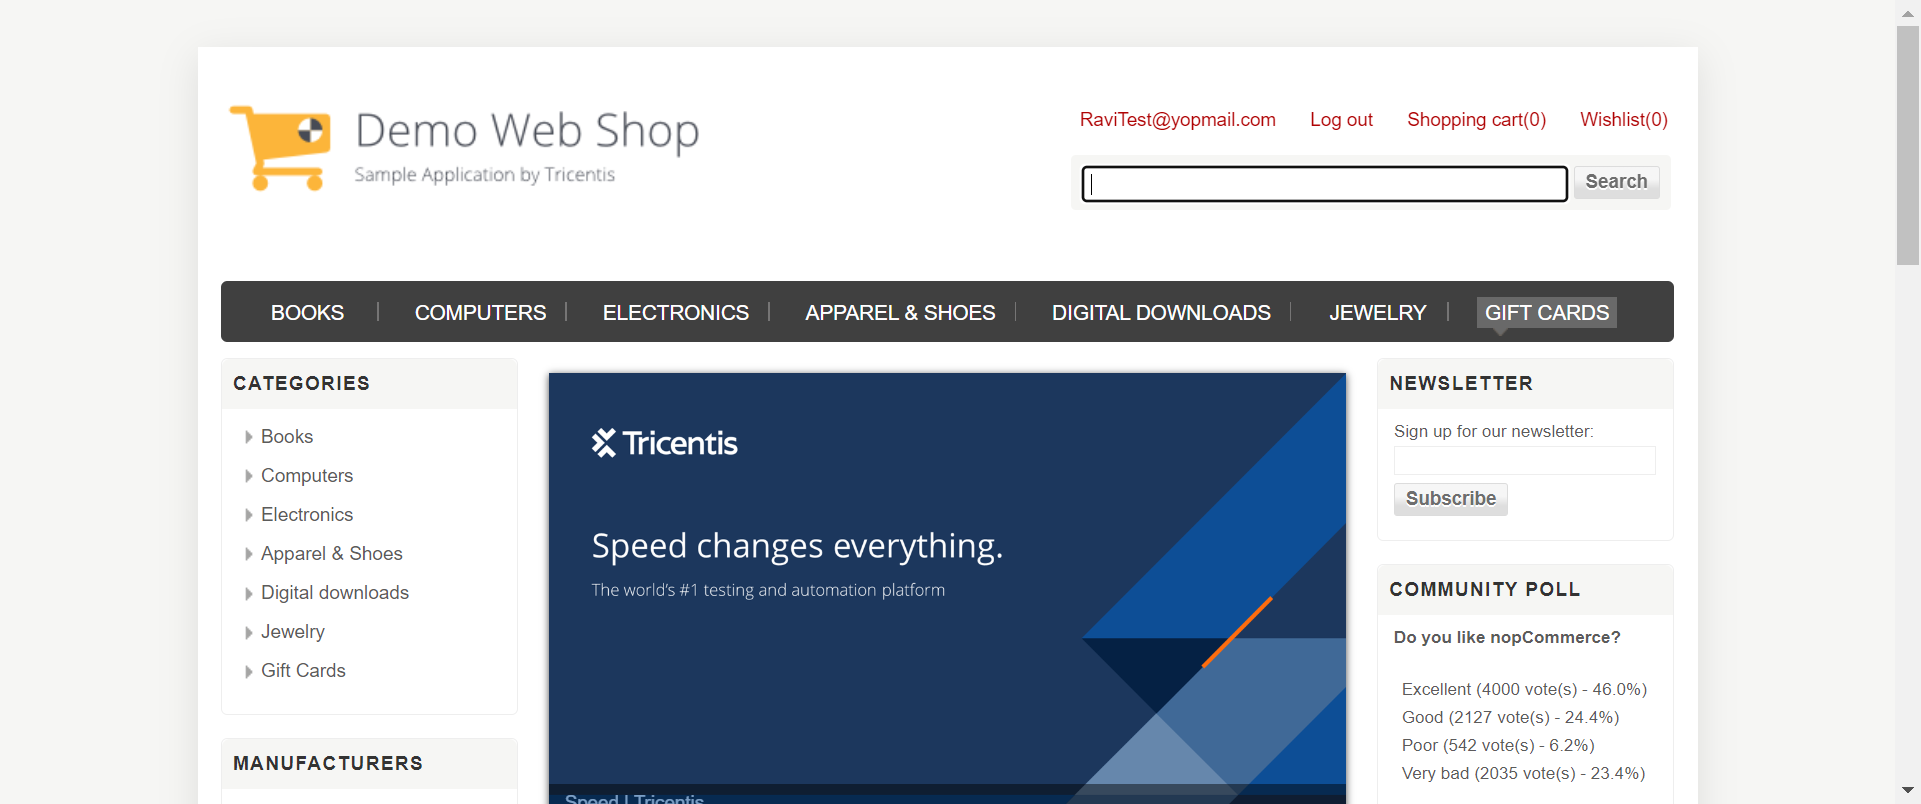 Demo Web Shop
Sample Application by Tricentis
RaviTest@yopmail.com Log out Shopping cart(0) Wishlist(0)
Search
BOOKS COMPUTERS ELECTRONICS APPAREL & SHOES DIGITAL DOWNLOADS JEWELRY GIFT CARDS
CATEGORIES
Books
Computers
Electronics
Apparel & Shoes
Digital downloads
Jewelry
Gift Cards
MANUFACTURERS
Tricentis
Speed changes everything.
The world's #1 testing and automation platform
Speed | Tricentis
NEWSLETTER
Sign up for our newsletter:
Subscribe
COMMUNITY POLL
Do you like nopCommerce?
Excellent (4000 vote(s) - 46.0%)
Good (2127 vote(s) - 24.4%)
Poor (542 vote(s) - 6.2%)
Very bad (2035 vote(s) - 23.4%)